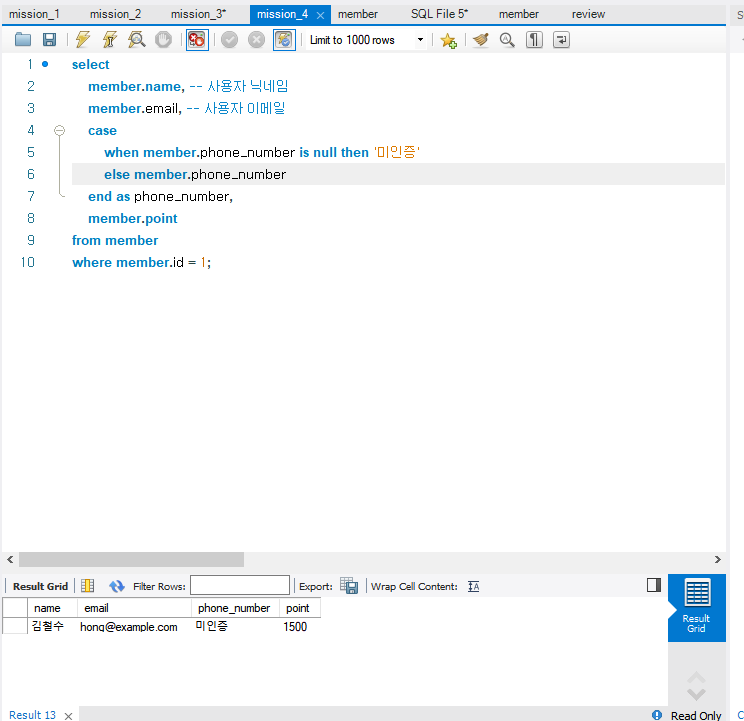 mission_1 mission_2 mission_3* mission_4 member SQL File 5* member review S
Limit to 1000 rows
1 select
2 member.name, -- 사용자 닉네임
3 member.email, -- 사용자 이메일
4 case
5 when member.phone_number is null then '미인증'
6 else member.phone_number
7 end as phone_number,
8 member.point
9 from member
10 where member.id = 1;
Result Grid Filter Rows: Export: Wrap Cell Content:
name email phone_number point
김철수 hong@example.com 미인증 1500
Result
Grid
Result 13 Read Only C